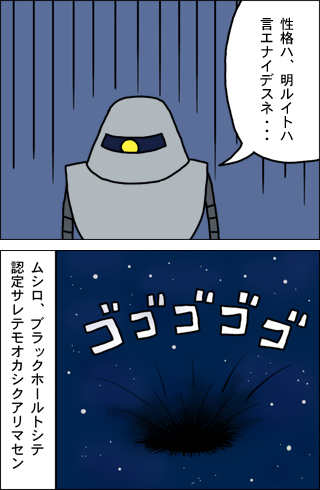 性格ハ、明ルイトハ
言エナイデスネ・・・
ムシロ、ブラックホールトシテ
認定サレテモオカシクアリマセン
ゴゴゴゴゴ